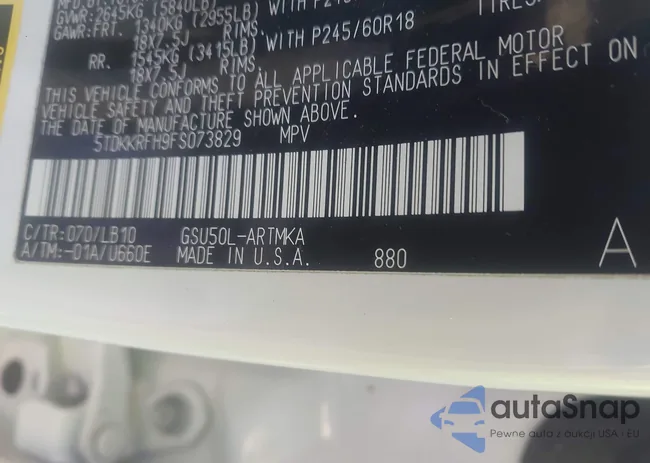 MFD.BY:
GVWR:2645KG (5840LB)
GAWR:FRT. 1340KG (2955LB) WITH P245
18X7.5J RIMS, TIRES,
RR. 1545KG (3415LB) WITH P245/60R18
18X7.5J RIMS,
THIS VEHICLE CONFORMS TO ALL APPLICABLE FEDERAL MOTOR
VEHICLE SAFETY AND THEFT PREVENTION STANDARDS IN EFFECT ON
THE DATE OF MANUFACTURE SHOWN ABOVE.
5TDKKRFH9FS073829 MPV
C/TR:070/LB10 GSU50L-ARTMKA
A/TM:-01A/U660E MADE IN U.S.A. 880
A
autaSnap
Pewne auta z aukcji USA - EU